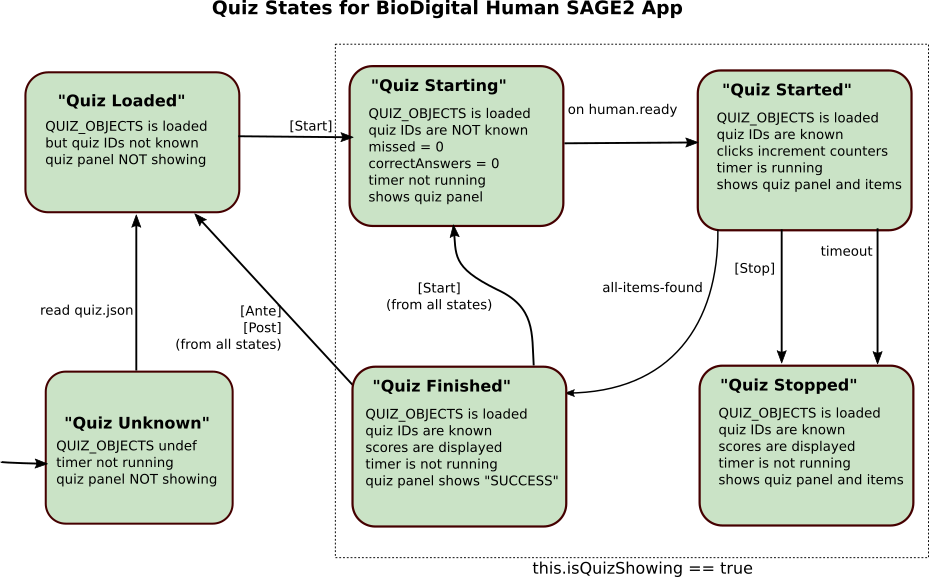 Quiz States for BioDigital Human SAGE2 App
"Quiz Loaded"
QUIZ_OBJECTS is loaded
but quiz IDs not known
quiz panel NOT showing
[Start]
"Quiz Starting"
QUIZ_OBJECTS is loaded
quiz IDs are NOT known
missed = 0
correctAnswers = 0
timer not running
shows quiz panel
on human.ready
"Quiz Started"
QUIZ_OBJECTS is loaded
quiz IDs are known
clicks increment counters
timer is running
shows quiz panel and items
read quiz.json
[Ante]
[Post]
(from all states)
[Start]
(from all states)
all-items-found
[Stop]
timeout
"Quiz Unknown"
QUIZ_OBJECTS undef
timer not running
quiz panel NOT showing
"Quiz Finished"
QUIZ_OBJECTS is loaded
quiz IDs are known
scores are displayed
timer is not running
quiz panel shows "SUCCESS"
"Quiz Stopped"
QUIZ_OBJECTS is loaded
quiz IDs are known
scores are displayed
timer is not running
shows quiz panel and items
this.isQuizShowing == true